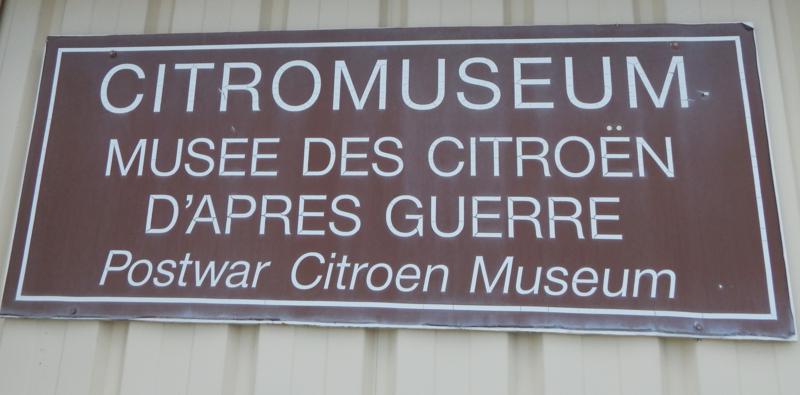 CITROMUSEUM
MUSEE DES CITROËN
D'APRES GUERRE
Postwar Citroen Museum